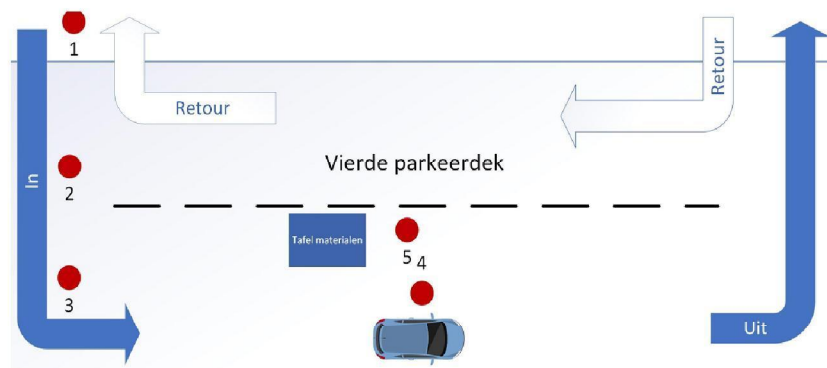 1
Retour
Retour
Vierde parkeerdek
In
2
Tafel materialen
5 4
3
Uit